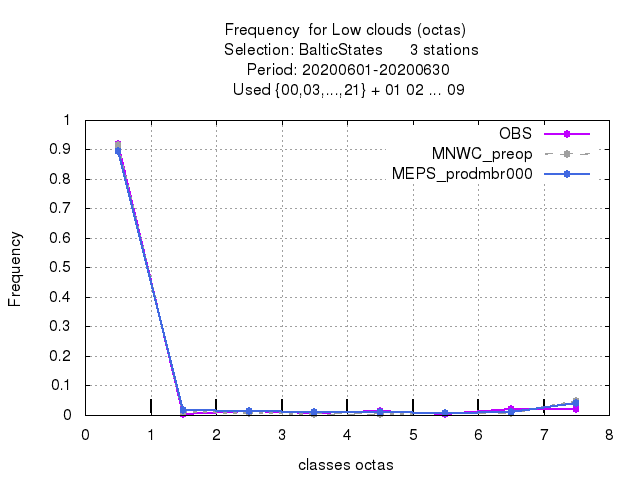 Frequency  for Low clouds (octas)
Selection: BalticStates      3 stations
Period: 20200601-20200630
Used {00,03,...,21} + 01 02 ... 09
OBS
MNWC_preop
MEPS_prodmbr000
1
0.9
0.8
0.7
0.6
0.5
0.4
0.3
0.2
0.1
0
Frequency
0 1 2 3 4 5 6 7 8
classes octas